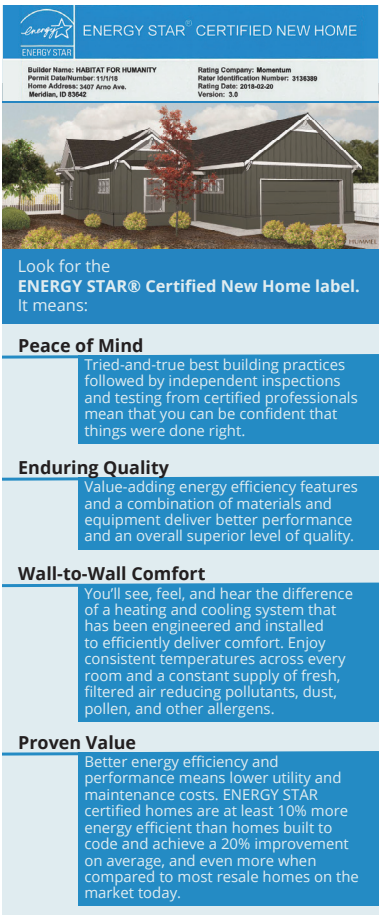 energy
ENERGY STAR
ENERGY STAR® CERTIFIED NEW HOME
Builder Name: HABITAT FOR HUMANITY
Permit Date/Number: 11/1/18
Home Address: 3407 Arno Ave.
Meridian, ID 83642
Rating Company: Momentum
Rater Identification Number: 3136389
Rating Date: 2018-02-20
Version: 3.0
HUMMEL
Look for the
ENERGY STAR® Certified New Home label.
It means:
Peace of Mind
Tried-and-true best building practices
followed by independent inspections
and testing from certified professionals
mean that you can be confident that
things were done right.
Enduring Quality
Value-adding energy efficiency features
and a combination of materials and
equipment deliver better performance
and an overall superior level of quality.
Wall-to-Wall Comfort
You’ll see, feel, and hear the difference
of a heating and cooling system that
has been engineered and installed
to efficiently deliver comfort. Enjoy
consistent temperatures across every
room and a constant supply of fresh,
filtered air reducing pollutants, dust,
pollen, and other allergens.
Proven Value
Better energy efficiency and
performance means lower utility and
maintenance costs. ENERGY STAR
certified homes are at least 10% more
energy efficient than homes built to
code and achieve a 20% improvement
on average, and even more when
compared to most resale homes on the
market today.